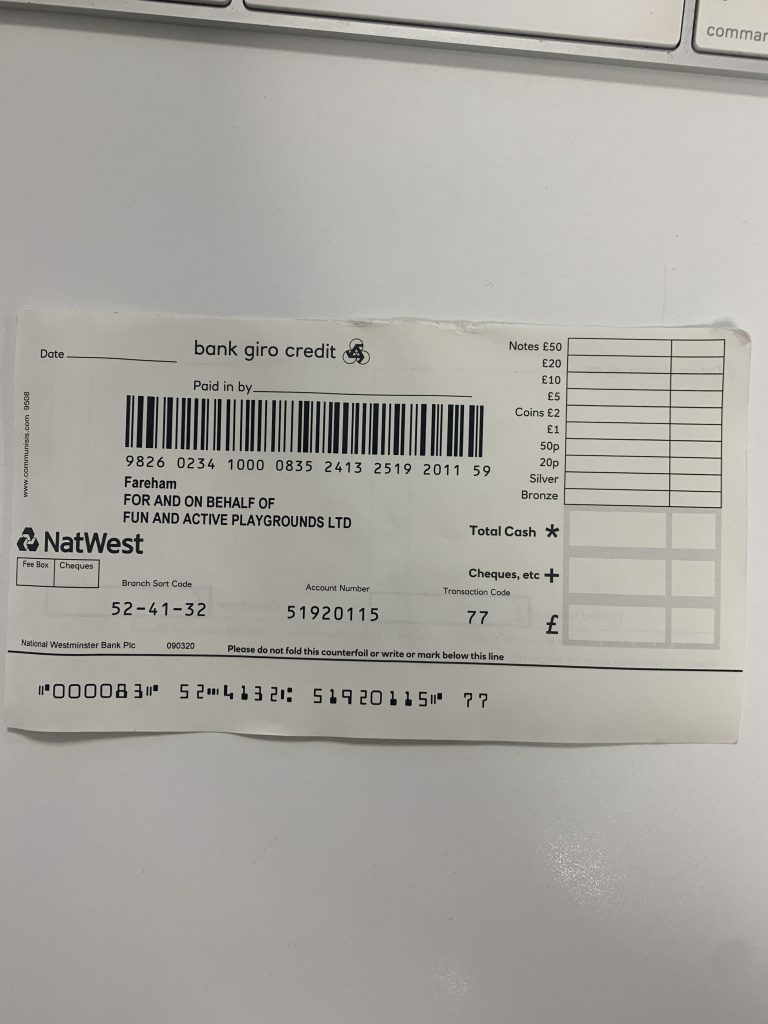 comman
Date
bank giro credit
Paid in by
www.communisis.com 9508
9826 0234 1000 0835 2413 2519 2011 59
Fareham
FOR AND ON BEHALF OF
FUN AND ACTIVE PLAYGROUNDS LTD
NatWest
Fee Box Cheques
Branch Sort Code
52-41-32
Account Number
51920115
Transaction Code
77
Notes £50
£20
£10
£5
Coins £2
£1
50p
20p
Silver
Bronze
Total Cash *
Cheques, etc +
£
National Westminster Bank Plc 090320 Please do not fold this counterfoil or write or mark below this line
⑈000083⑈ 52⑉4132⑆ 51920115⑈ 77